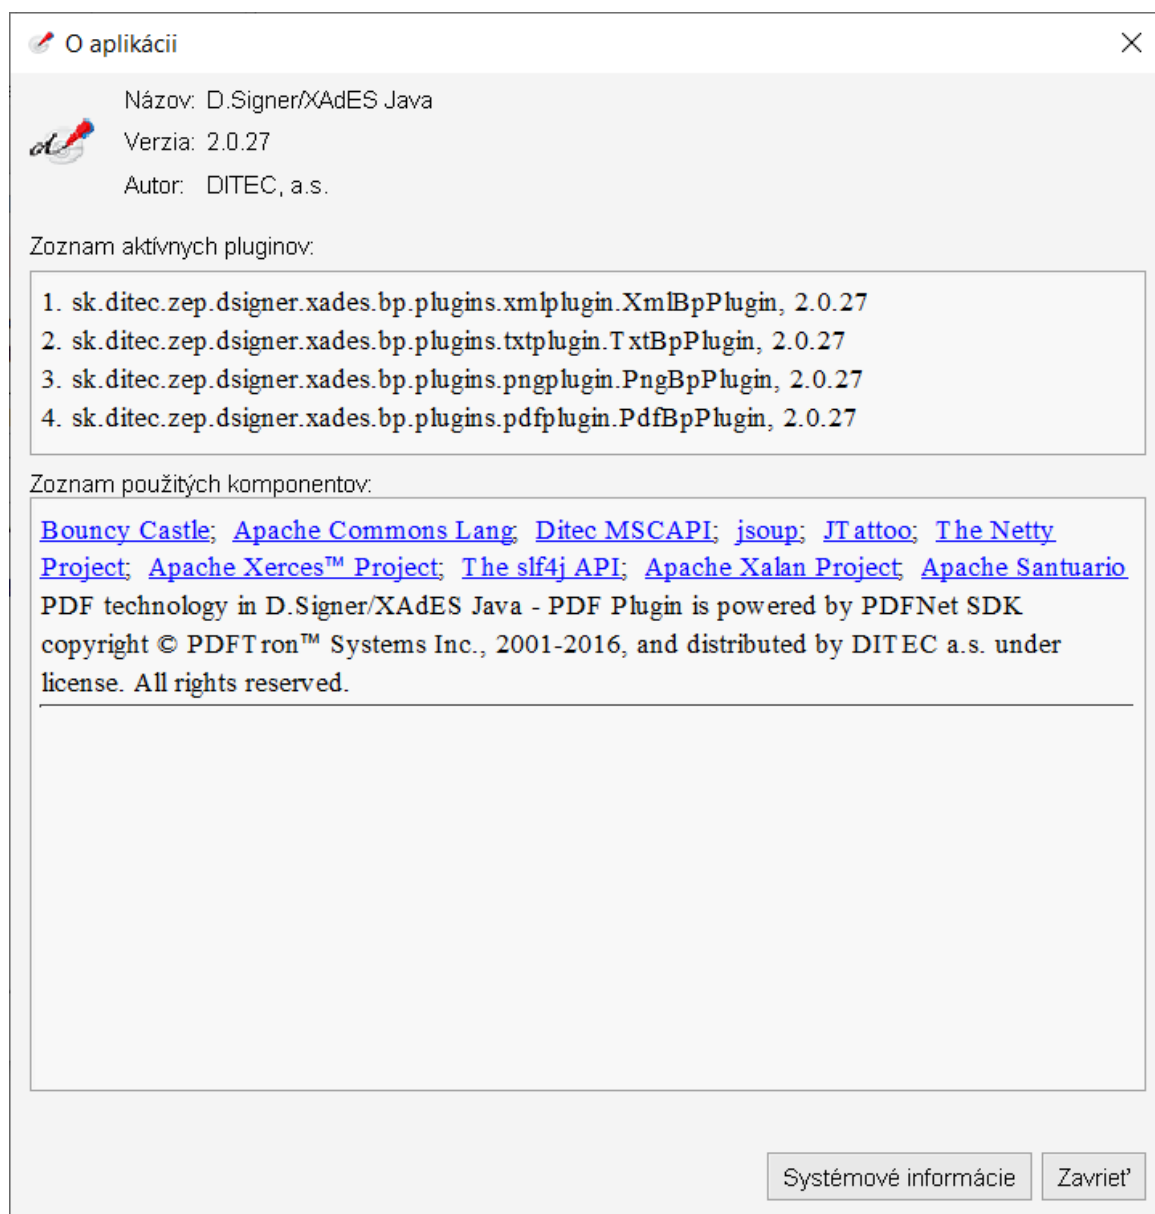 O aplikácii
Názov: D.Signer/XAdES Java
Verzia: 2.0.27
Autor: DITEC, a.s.
Zoznam aktívnych pluginov:
1. sk.ditec.zep.dsigner.xades.bp.plugins.xmlplugin.XmlBpPlugin, 2.0.27
2. sk.ditec.zep.dsigner.xades.bp.plugins.txtplugin.TxtBpPlugin, 2.0.27
3. sk.ditec.zep.dsigner.xades.bp.plugins.pngplugin.PngBpPlugin, 2.0.27
4. sk.ditec.zep.dsigner.xades.bp.plugins.pdfplugin.PdfBpPlugin, 2.0.27
Zoznam použitých komponentov:
Bouncy Castle; Apache Commons Lang; Ditec MSCAPI; jsoup; JTattoo; The Netty
Project; Apache Xerces™ Project; The slf4j API; Apache Xalan Project; Apache Santuario
PDF technology in D.Signer/XAdES Java - PDF Plugin is powered by PDFNet SDK
copyright © PDFTron™ Systems Inc., 2001-2016, and distributed by DITEC a.s. under
license. All rights reserved.
Systémové informácie Zavrieť